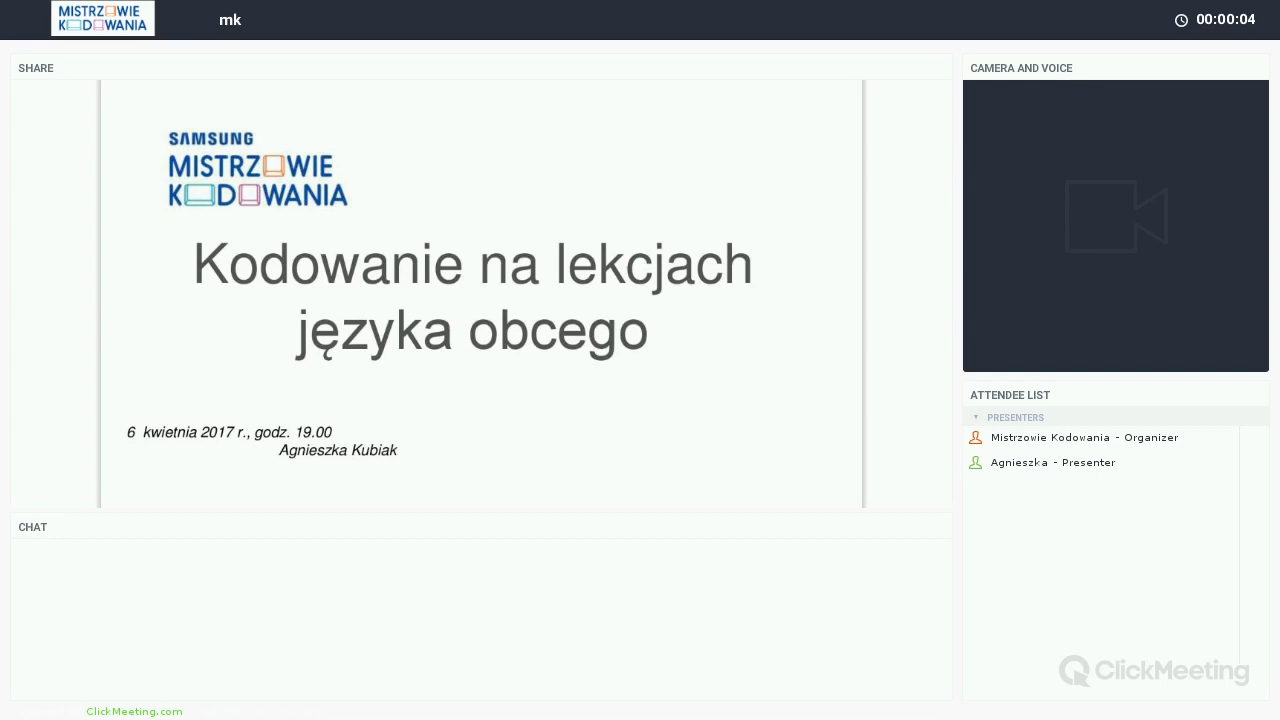 MISTRZOWIE
KODOWANIA
mk
00:00:04
SHARE
SAMSUNG
MISTRZOWIE
KODOWANIA
Kodowanie na lekcjach
języka obcego
6 kwietnia 2017 r., godz. 19.00
Agnieszka Kubiak
CHAT
CAMERA AND VOICE
ATTENDEE LIST
PRESENTERS
Mistrzowie Kodowania - Organizer
Agnieszka - Presenter
ClickMeeting
ClickMeeting.com